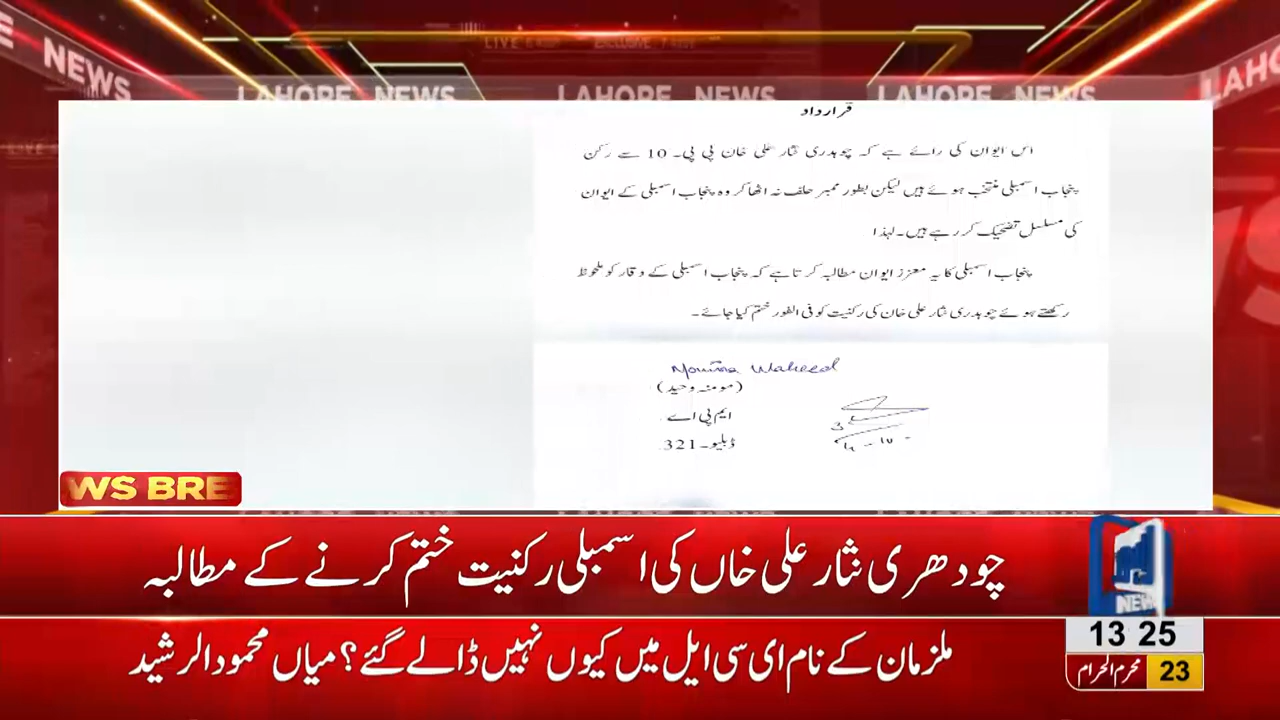 NEWS
LAHORE NEWS
LAHORE NEWS
LAHORE NEWS
LAHO
قرارداد
اس ایوان کی رائے ہے کہ چوہدری نثار علی خان پی پی۔ 10 سے رکن
پنجاب اسمبلی منتخب ہوئے ہیں لیکن بطور ممبر حلف نہ اٹھا کر وہ پنجاب اسمبلی کے ایوان
کی مسلسل تضحیک کر رہے ہیں۔ لہذا
پنجاب اسمبلی کا یہ معزز ایوان مطالبہ کرتا ہے کہ پنجاب اسمبلی کے وقار کو ملحوظ
رکھتے ہوئے چوہدری نثار علی خان کی رکنیت کو فی الفور ختم کیا جائے۔
Momina Waheed
(مومنہ وحید)
ایم پی اے
ڈبلیو۔321
WS BRE
چودھری نثار علی خاں کی اسمبلی رکنیت ختم کرنے کے مطالبہ
ملزمان کے نام ای سی ایل میں کیوں نہیں ڈالے گئے؟ میاں محمود الرشید
NEWS
13 25
محرم الحرام 23